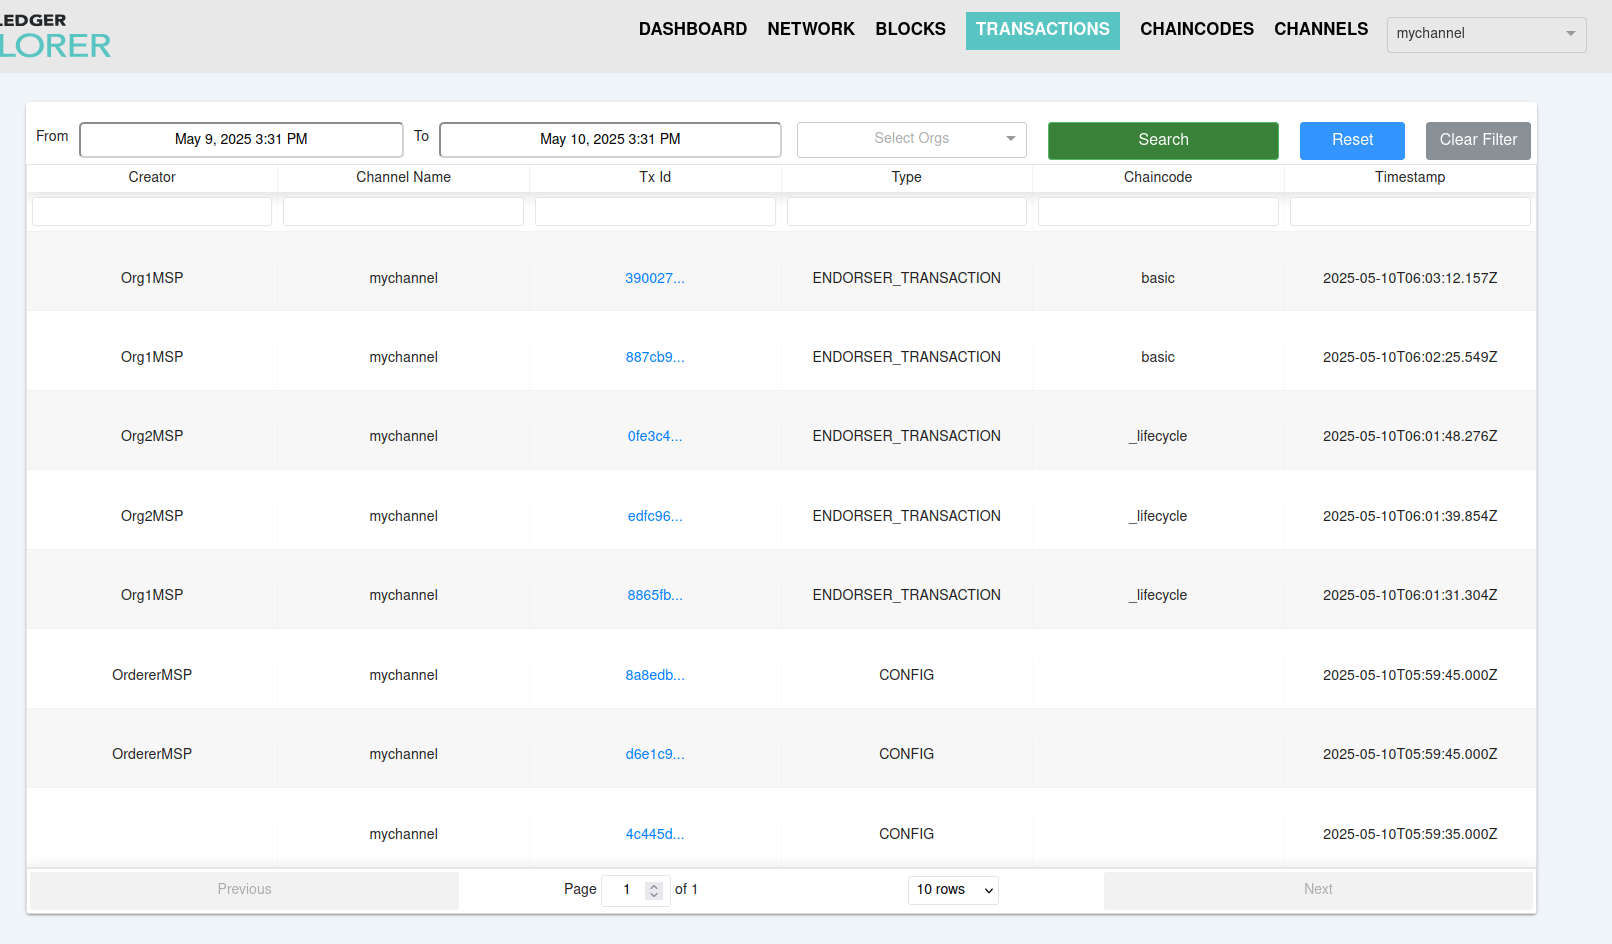 LEDGER
LORER
DASHBOARD NETWORK BLOCKS TRANSACTIONS CHAINCODES CHANNELS mychannel
From May 9, 2025 3:31 PM To May 10, 2025 3:31 PM Select Orgs Search Reset Clear Filter
Creator Channel Name Tx Id Type Chaincode Timestamp
Org1MSP mychannel 390027... ENDORSER_TRANSACTION basic 2025-05-10T06:03:12.157Z
Org1MSP mychannel 887cb9... ENDORSER_TRANSACTION basic 2025-05-10T06:02:25.549Z
Org2MSP mychannel 0fe3c4... ENDORSER_TRANSACTION _lifecycle 2025-05-10T06:01:48.276Z
Org2MSP mychannel edfc96... ENDORSER_TRANSACTION _lifecycle 2025-05-10T06:01:39.854Z
Org1MSP mychannel 8865fb... ENDORSER_TRANSACTION _lifecycle 2025-05-10T06:01:31.304Z
OrdererMSP mychannel 8a8edb... CONFIG 2025-05-10T05:59:45.000Z
OrdererMSP mychannel d6e1c9... CONFIG 2025-05-10T05:59:45.000Z
mychannel 4c445d... CONFIG 2025-05-10T05:59:35.000Z
Previous Page 1 of 1 10 rows Next